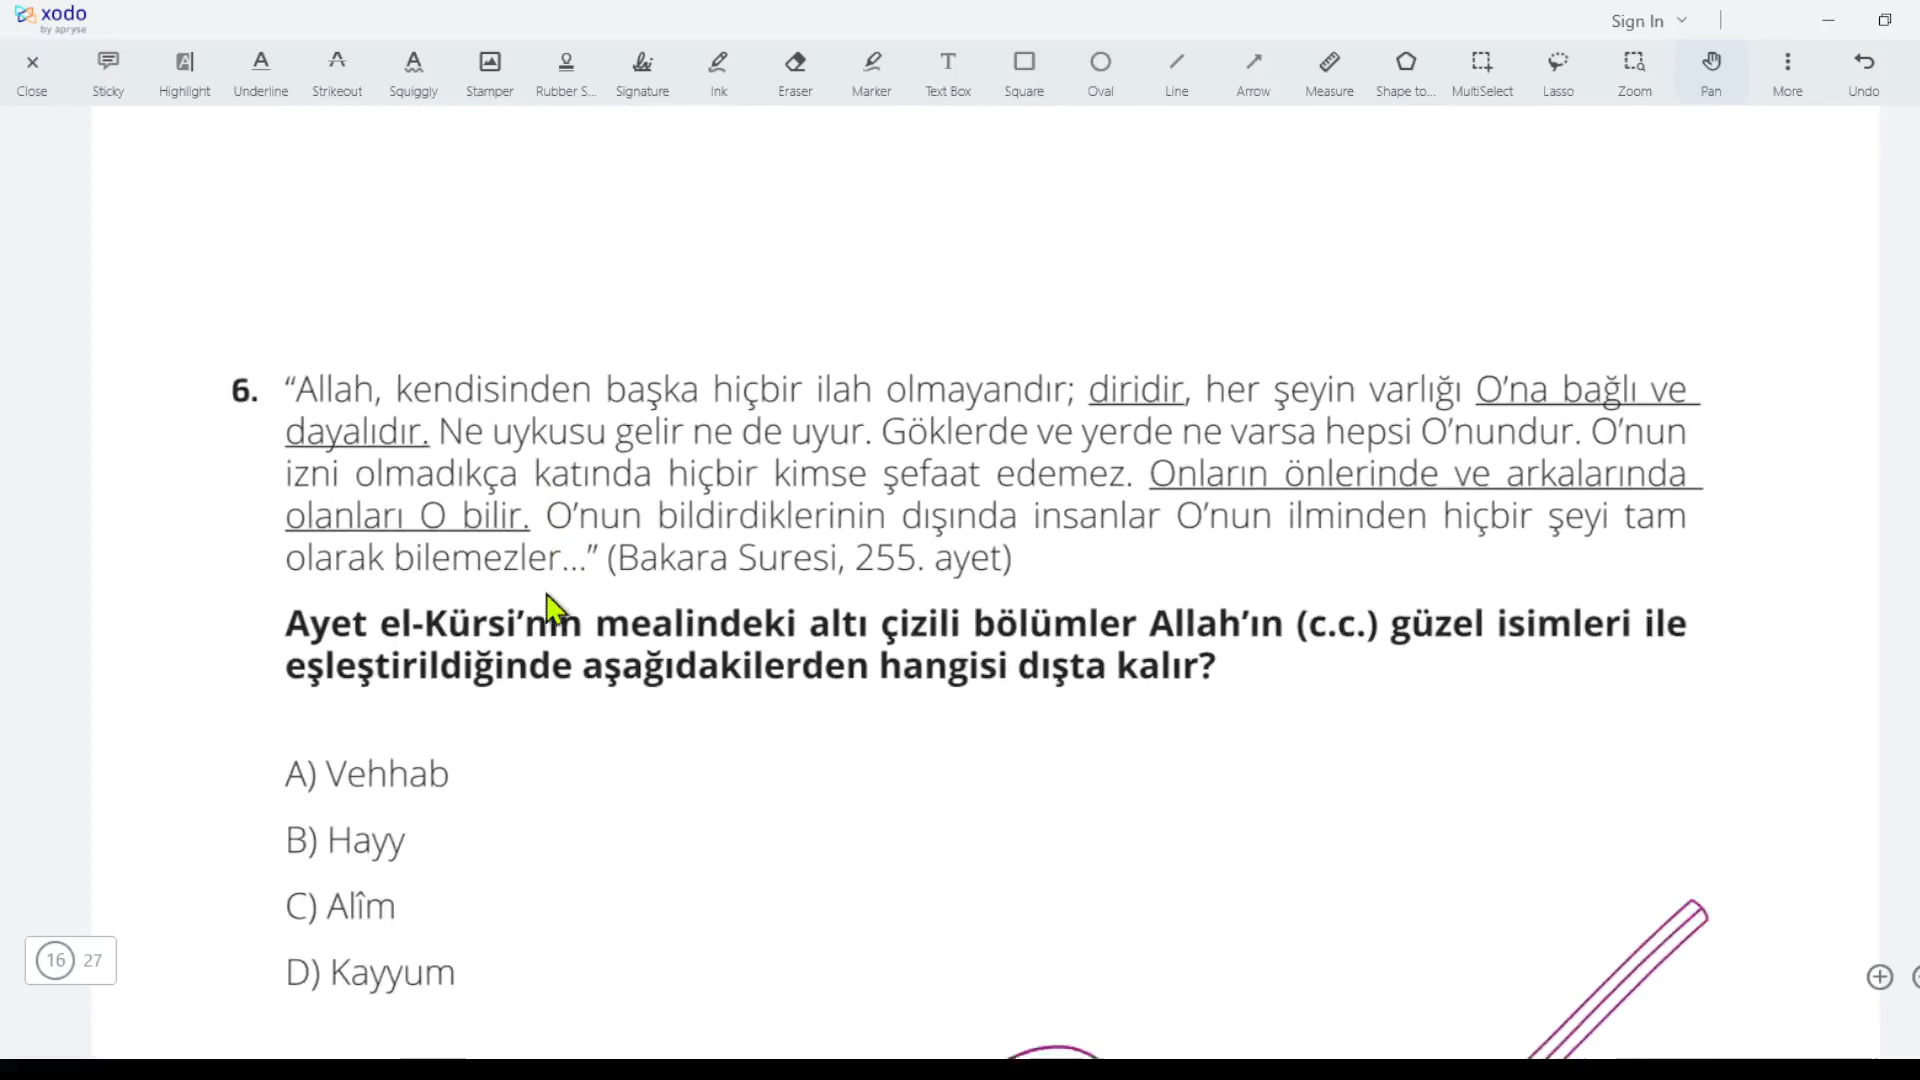 xodo
by apryse
Sign In
Close Sticky Highlight Underline Strikeout Squiggly Stamper Rubber S... Signature Ink Eraser Marker Text Box Square Oval Line Arrow Measure Shape to... MultiSelect Lasso Zoom Pan More Undo
6. “Allah, kendisinden başka hiçbir ilah olmayandır; diridir, her şeyin varlığı O’na bağlı ve
dayalıdır. Ne uykusu gelir ne de uyur. Göklerde ve yerde ne varsa hepsi O’nundur. O’nun
izni olmadıkça katında hiçbir kimse şefaat edemez. Onların önlerinde ve arkalarında
olanları O bilir. O’nun bildirdiklerinin dışında insanlar O’nun ilminden hiçbir şeyi tam
olarak bilemezler...” (Bakara Suresi, 255. ayet)
Ayet el-Kürsi’nin mealindeki altı çizili bölümler Allah’ın (c.c.) güzel isimleri ile
eşleştirildiğinde aşağıdakilerden hangisi dışta kalır?
A) Vehhab
B) Hayy
C) Alîm
D) Kayyum
16 27